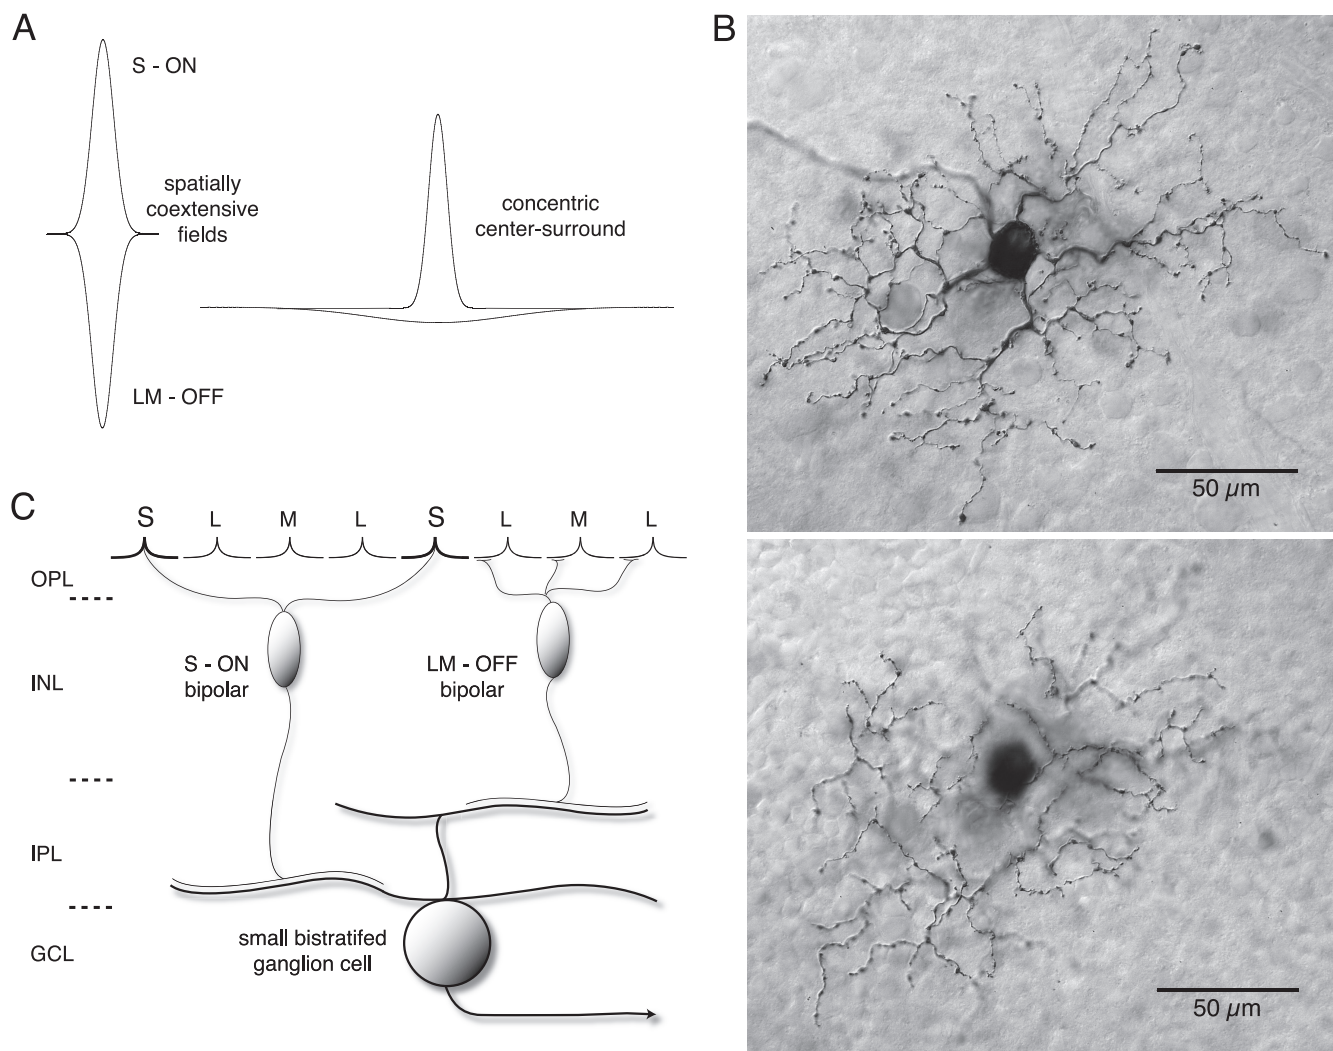 A
S - ON
spatially
coextensive
fields
LM - OFF
concentric
center-surround
B
50 µm
50 µm
C
S L M L S L M L
OPL
INL
IPL
GCL
S - ON
bipolar
LM - OFF
bipolar
small bistratifed
ganglion cell